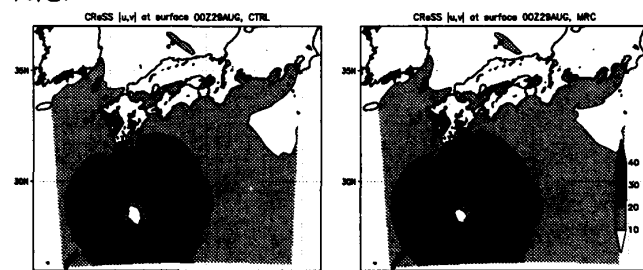 CReSS |u,v| at surface 00Z29AUG, CTRL
35N
30N
CReSS |u,v| at surface 00Z29AUG, MRC
35N
30N
40
30
20
10